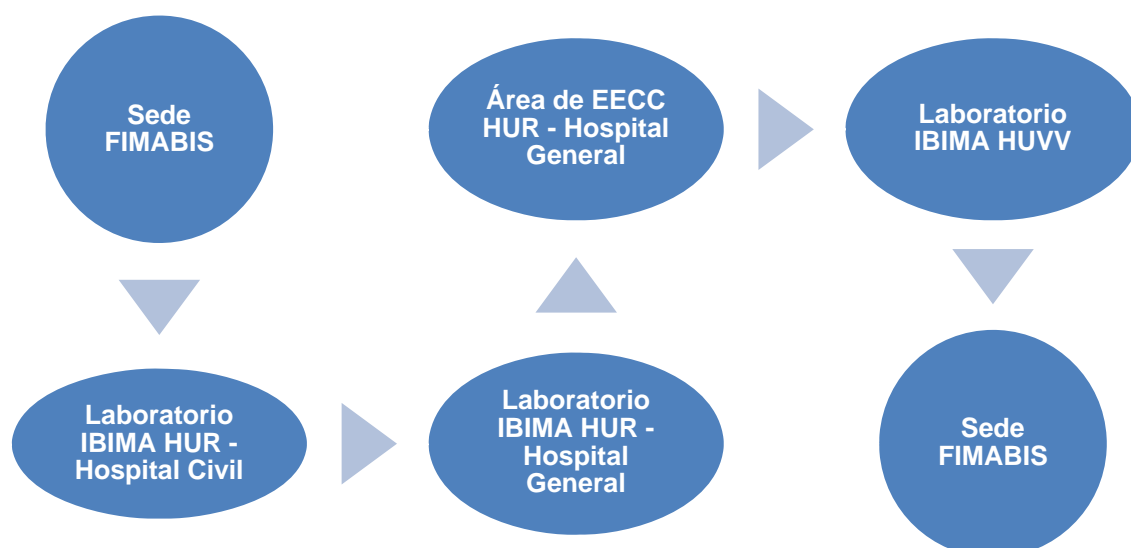 Sede
FIMABIS
Laboratorio
IBIMA HUR -
Hospital Civil
Laboratorio
IBIMA HUR -
Hospital
General
Área de EECC
HUR - Hospital
General
Laboratorio
IBIMA HUVV
Sede
FIMABIS